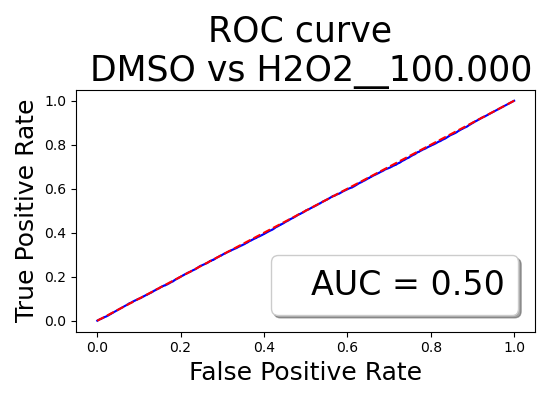 ROC curve
DMSO vs H2O2__100.000
True Positive Rate
1.0
0.8
0.6
0.4
0.2
0.0
AUC = 0.50
0.0 0.2 0.4 0.6 0.8 1.0
False Positive Rate